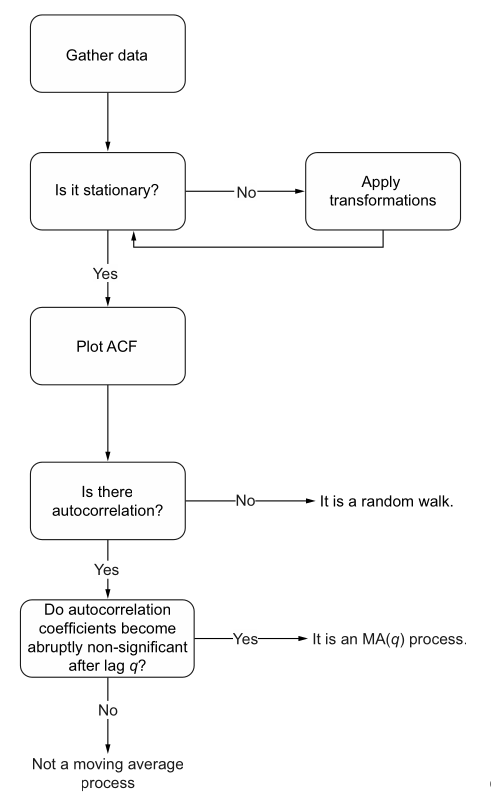 Gather data
Is it stationary?
No
Apply
transformations
Yes
Plot ACF
Is there
autocorrelation?
No
It is a random walk.
Yes
Do autocorrelation
coefficients become
abruptly non-significant
after lag q?
Yes
It is an MA(q) process.
No
Not a moving average
process